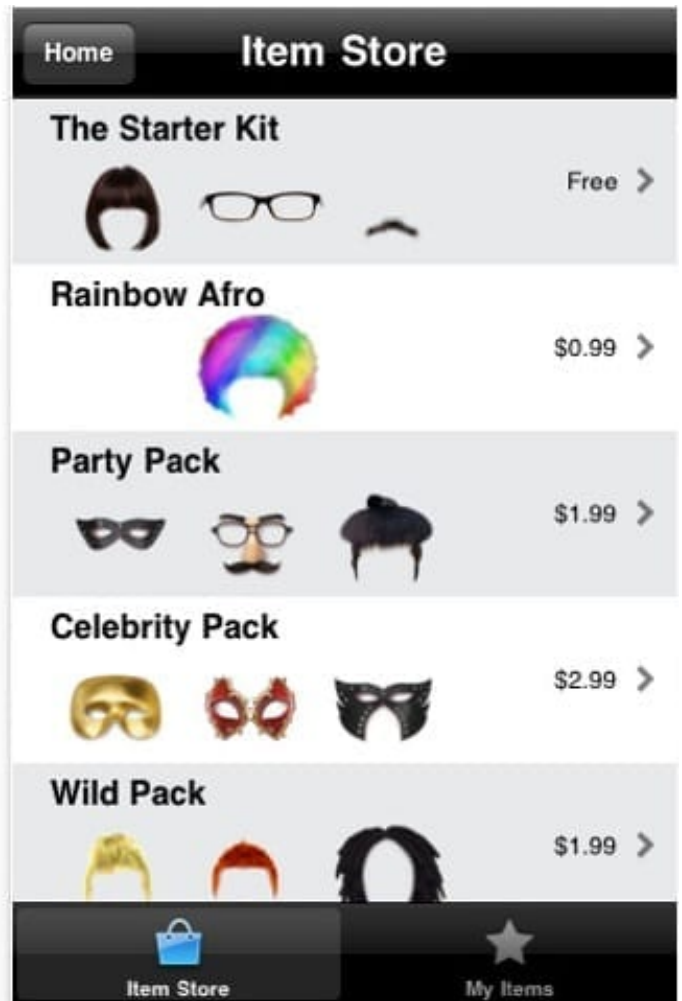 Home
Item Store
The Starter Kit
Free
Rainbow Afro
$0.99
Party Pack
$1.99
Celebrity Pack
$2.99
Wild Pack
$1.99
Item Store
My Items